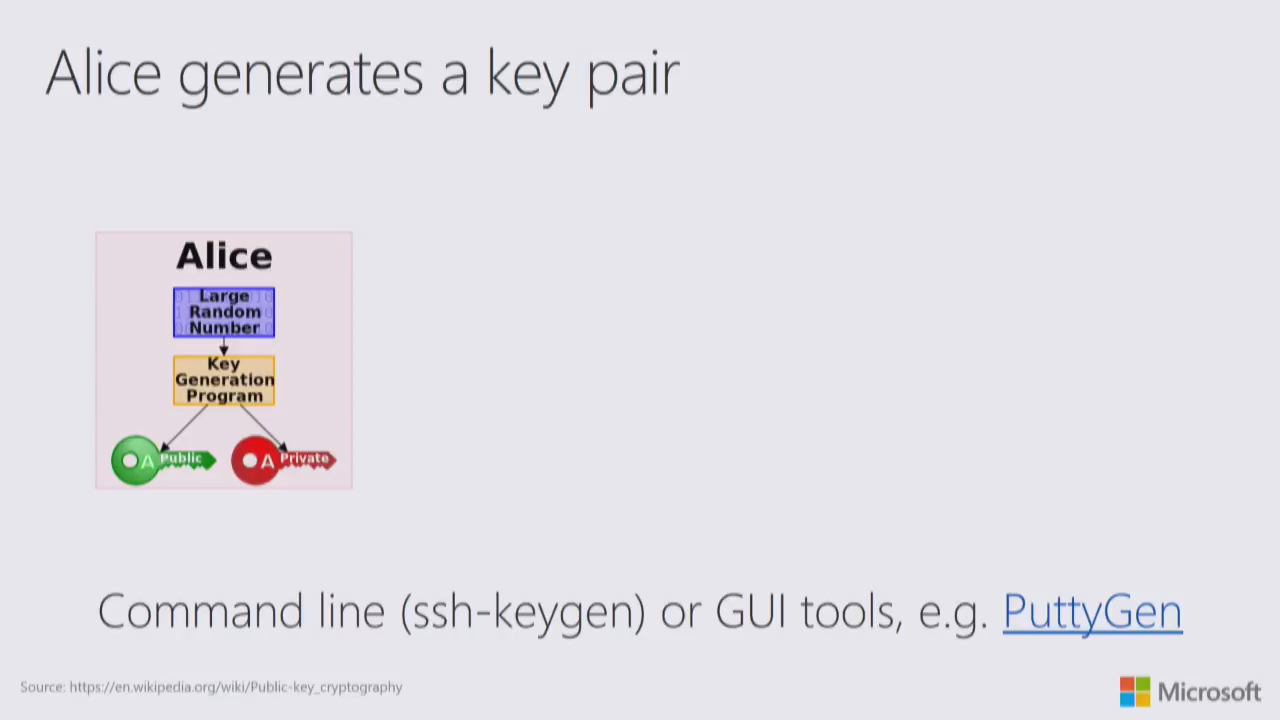 Alice generates a key pair
Alice
Large
Random
Number
Key
Generation
Program
A Public
A Private
Command line (ssh-keygen) or GUI tools, e.g. PuttyGen
Source: https://en.wikipedia.org/wiki/Public-key_cryptography
Microsoft